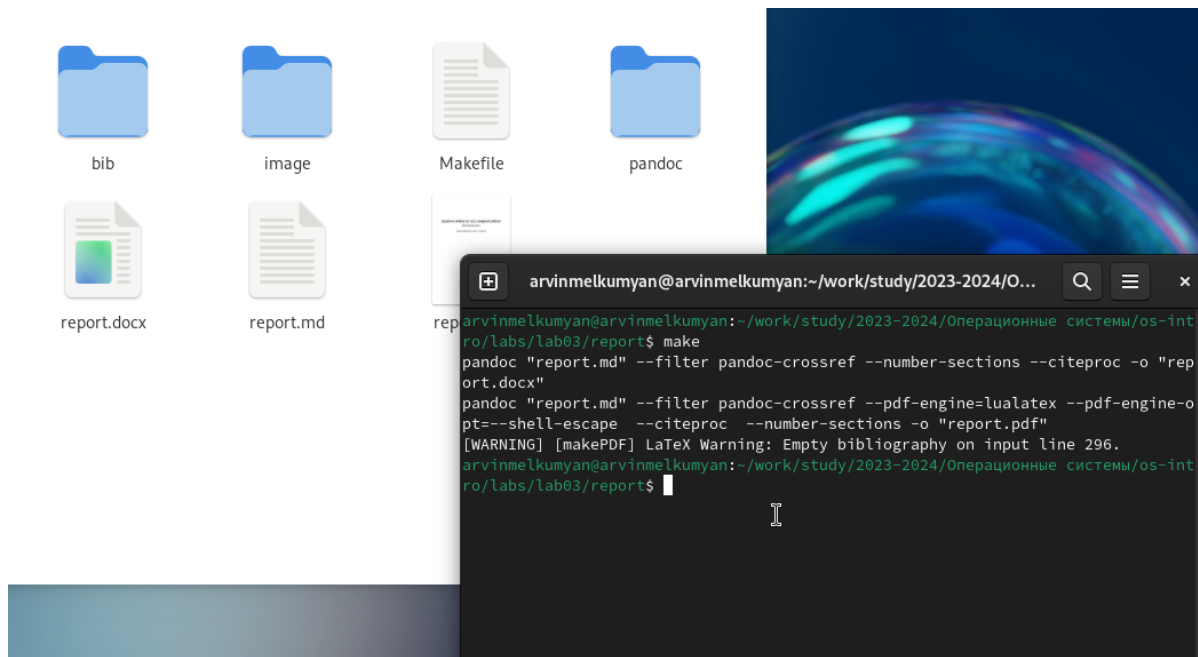 bib
image
Makefile
pandoc
report.docx
report.md
rep
arvinmelkumyan@arvinmelkumyan:~/work/study/2023-2024/О...
arvinmelkumyan@arvinmelkumyan:~/work/study/2023-2024/Операционные системы/os-int
ro/labs/lab03/report$ make
pandoc "report.md" --filter pandoc-crossref --number-sections --citeproc -o "rep
ort.docx"
pandoc "report.md" --filter pandoc-crossref --pdf-engine=lualatex --pdf-engine-o
pt=--shell-escape  --citeproc  --number-sections -o "report.pdf"
[WARNING] [makePDF] LaTeX Warning: Empty bibliography on input line 296.
arvinmelkumyan@arvinmelkumyan:~/work/study/2023-2024/Операционные системы/os-int
ro/labs/lab03/report$